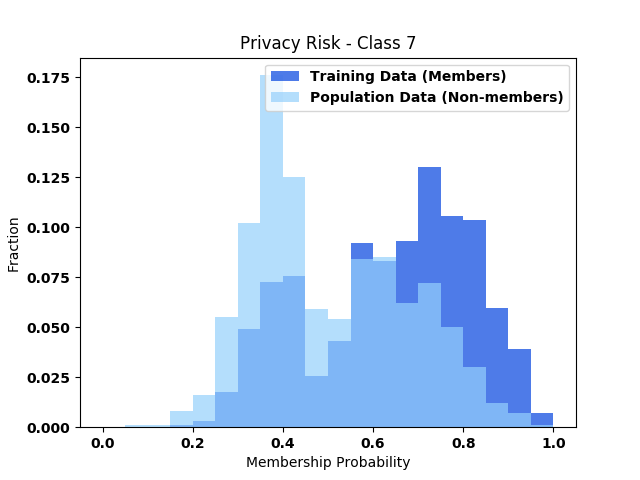 Privacy Risk - Class 7
Training Data (Members)
Population Data (Non-members)
0.175
0.150
0.125
0.100
0.075
0.050
0.025
0.000
Fraction
0.0 0.2 0.4 0.6 0.8 1.0
Membership Probability